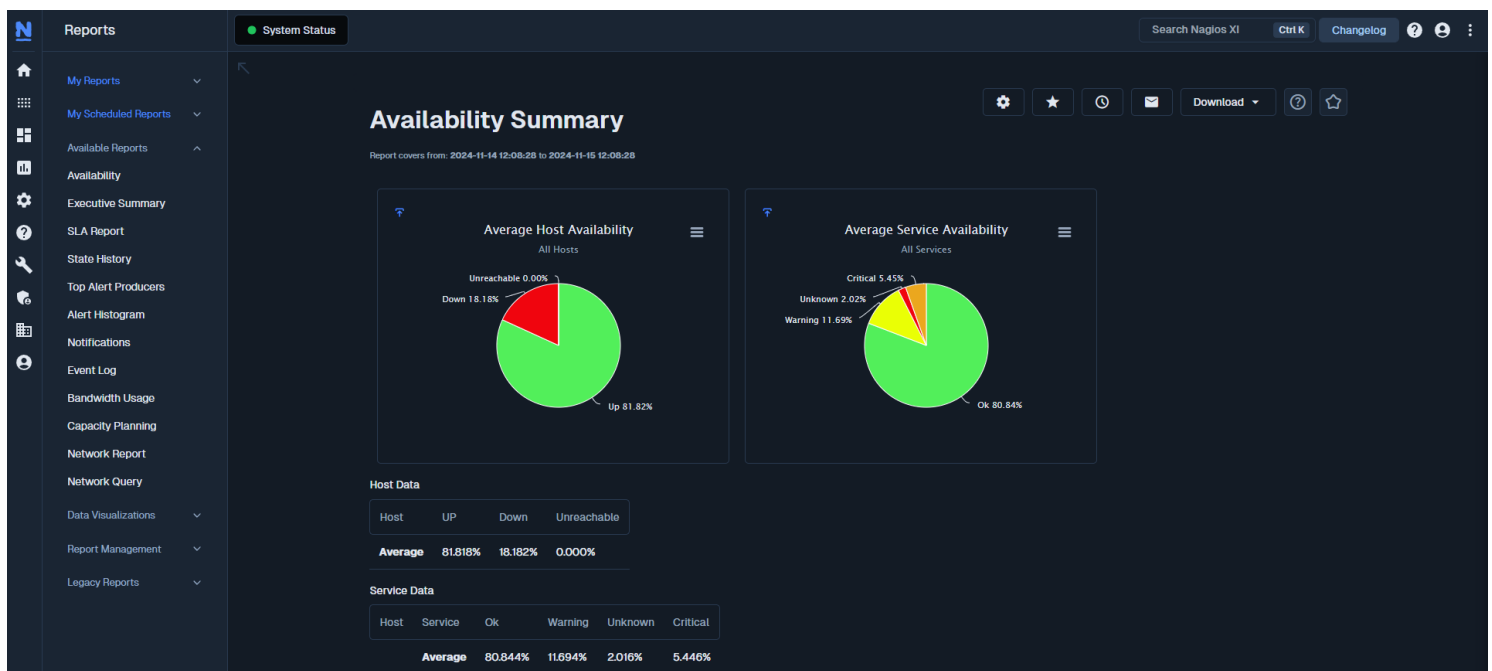 N
Reports
System Status
Search Nagios XI
Ctrl K
Changelog
My Reports
My Scheduled Reports
Available Reports
Availability
Executive Summary
SLA Report
State History
Top Alert Producers
Alert Histogram
Notifications
Event Log
Bandwidth Usage
Capacity Planning
Network Report
Network Query
Data Visualizations
Report Management
Legacy Reports
Availability Summary
Download
Report covers from: 2024-11-14 12:08:28 to 2024-11-15 12:08:28
Average Host Availability
All Hosts
Unreachable 0.00%
Down 18.18%
Up 81.82%
Average Service Availability
All Services
Critical 5.45%
Unknown 2.02%
Warning 11.69%
Ok 80.84%
Host Data
Host UP Down Unreachable
Average 81.818% 18.182% 0.000%
Service Data
Host Service Ok Warning Unknown Critical
Average 80.844% 11.694% 2.016% 5.446%